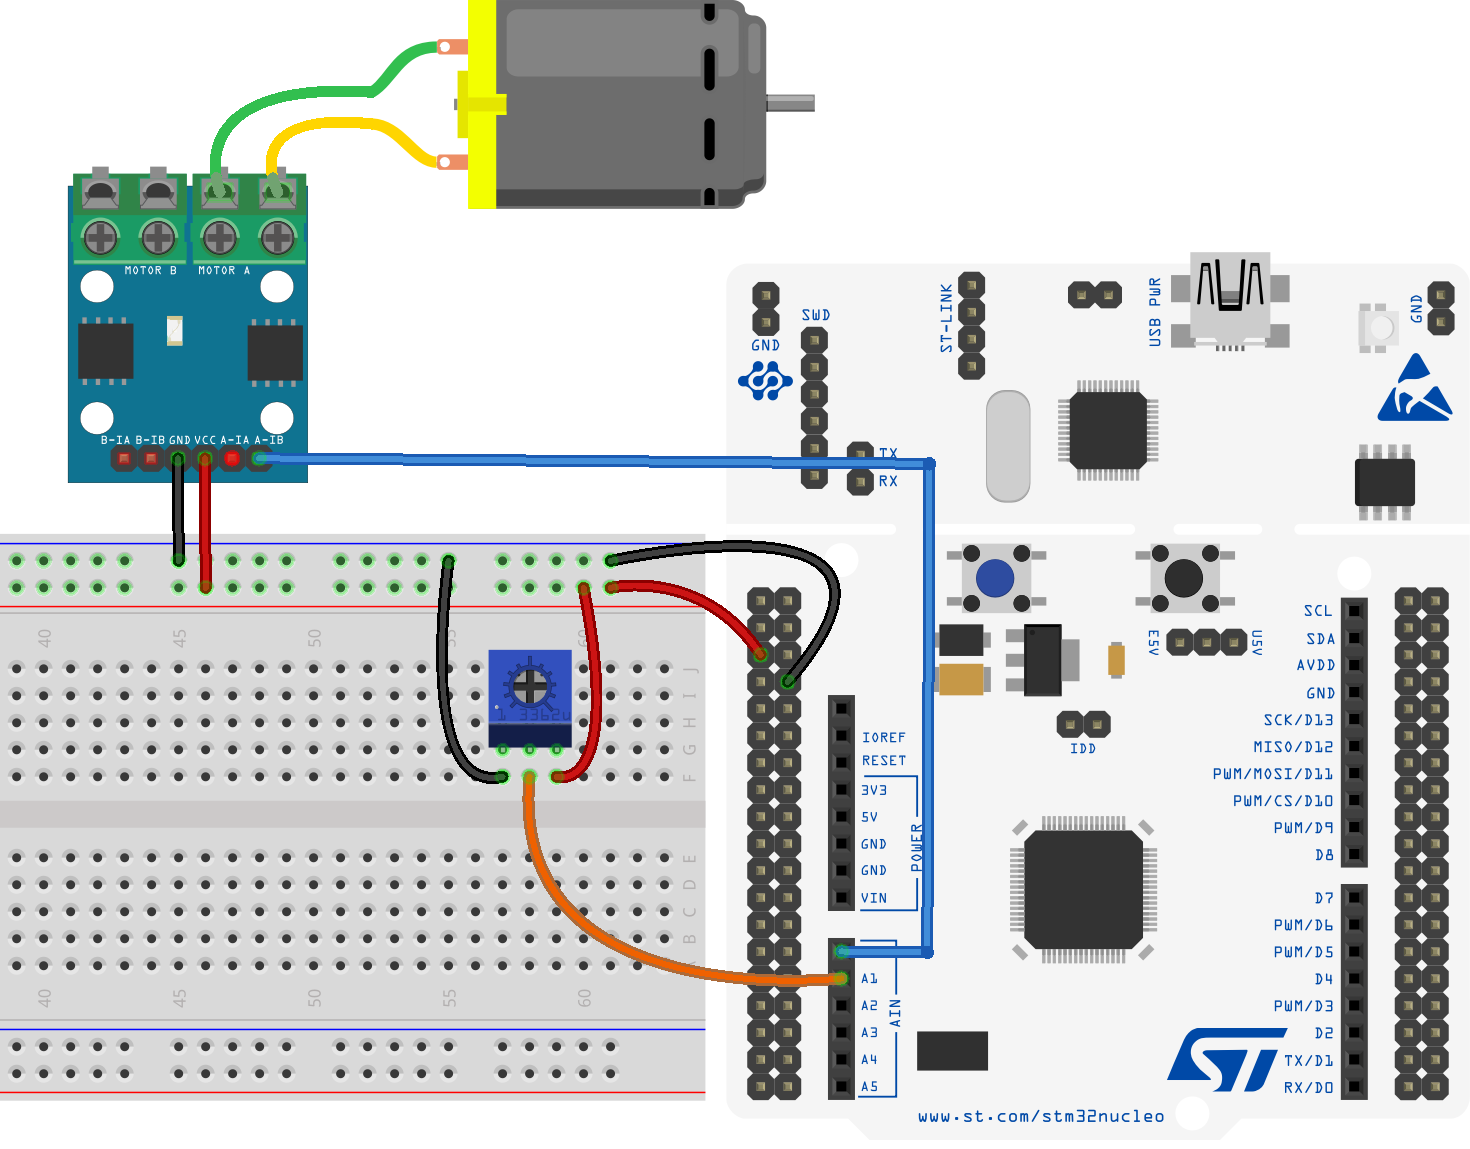 MOTOR B
MOTOR A
B-IA B-IB GND VCC A-IA A-IB
SWD
GND
ST-LINK
USB PWR
GND
TX
RX
E5V
U5V
IDD
IOREF
RESET
3V3
5V
GND
GND
VIN
POWER
A1
A2
A3
A4
A5
AIN
SCL
SDA
AVDD
GND
SCK/D13
MISO/D12
PWM/MOSI/D11
PWM/CS/D10
PWM/D9
D8
D7
PWM/D6
PWM/D5
D4
PWM/D3
D2
TX/D1
RX/D0
ST
www.st.com/stm32nucleo
40 45 50 55 60
J
I
H
G
F
1 3362u
E
D
C
B
40 45 50 55 60